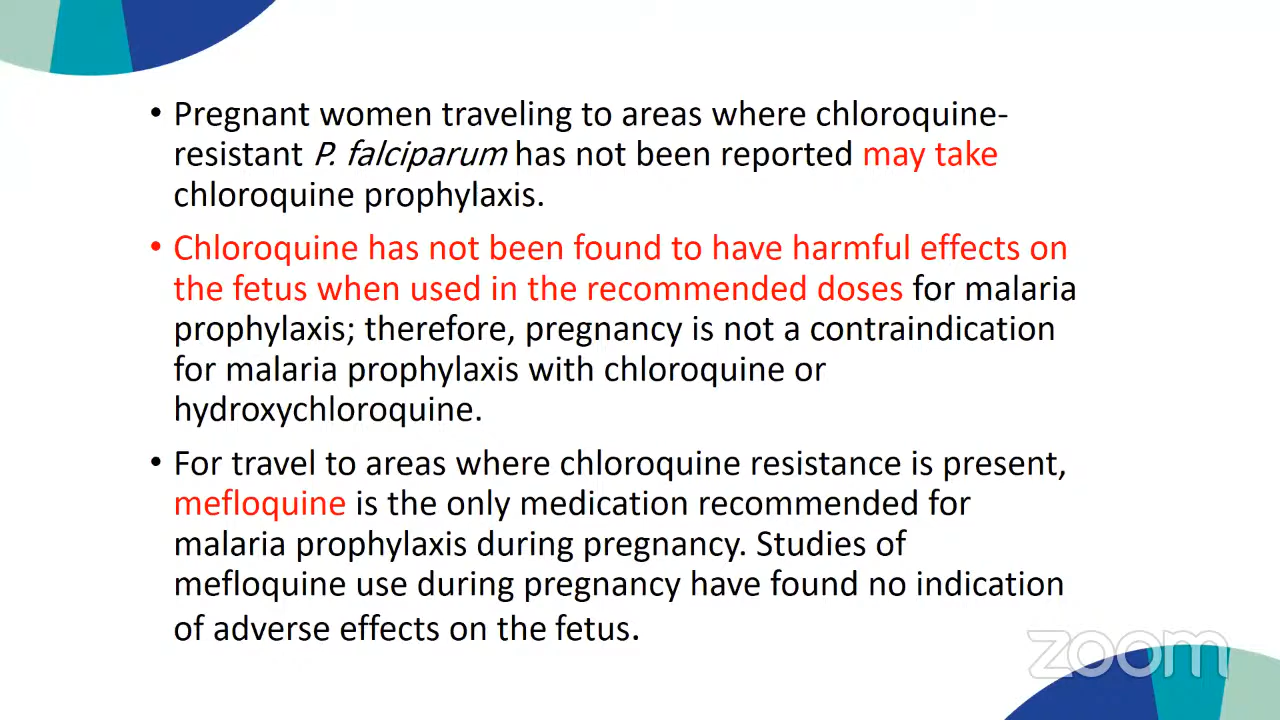 • Pregnant women traveling to areas where chloroquine-
resistant P. falciparum has not been reported may take
chloroquine prophylaxis.
• Chloroquine has not been found to have harmful effects on
the fetus when used in the recommended doses for malaria
prophylaxis; therefore, pregnancy is not a contraindication
for malaria prophylaxis with chloroquine or
hydroxychloroquine.
• For travel to areas where chloroquine resistance is present,
mefloquine is the only medication recommended for
malaria prophylaxis during pregnancy. Studies of
mefloquine use during pregnancy have found no indication
of adverse effects on the fetus.
zoom